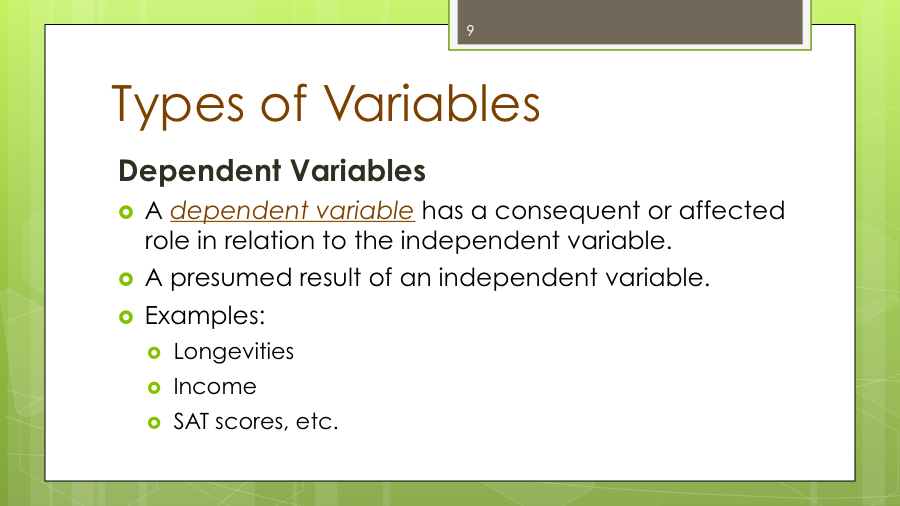 9
Types of Variables
Dependent Variables
A dependent variable has a consequent or affected
role in relation to the independent variable.
A presumed result of an independent variable.
Examples:
Longevities
Income
SAT scores, etc.